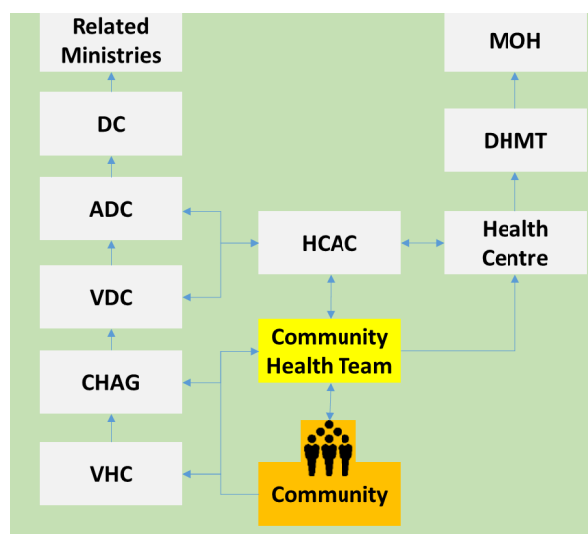 Related
Ministries
MOH
DC
DHMT
ADC
HCAC
Health
Centre
VDC
Community
Health Team
CHAG
VHC
Community